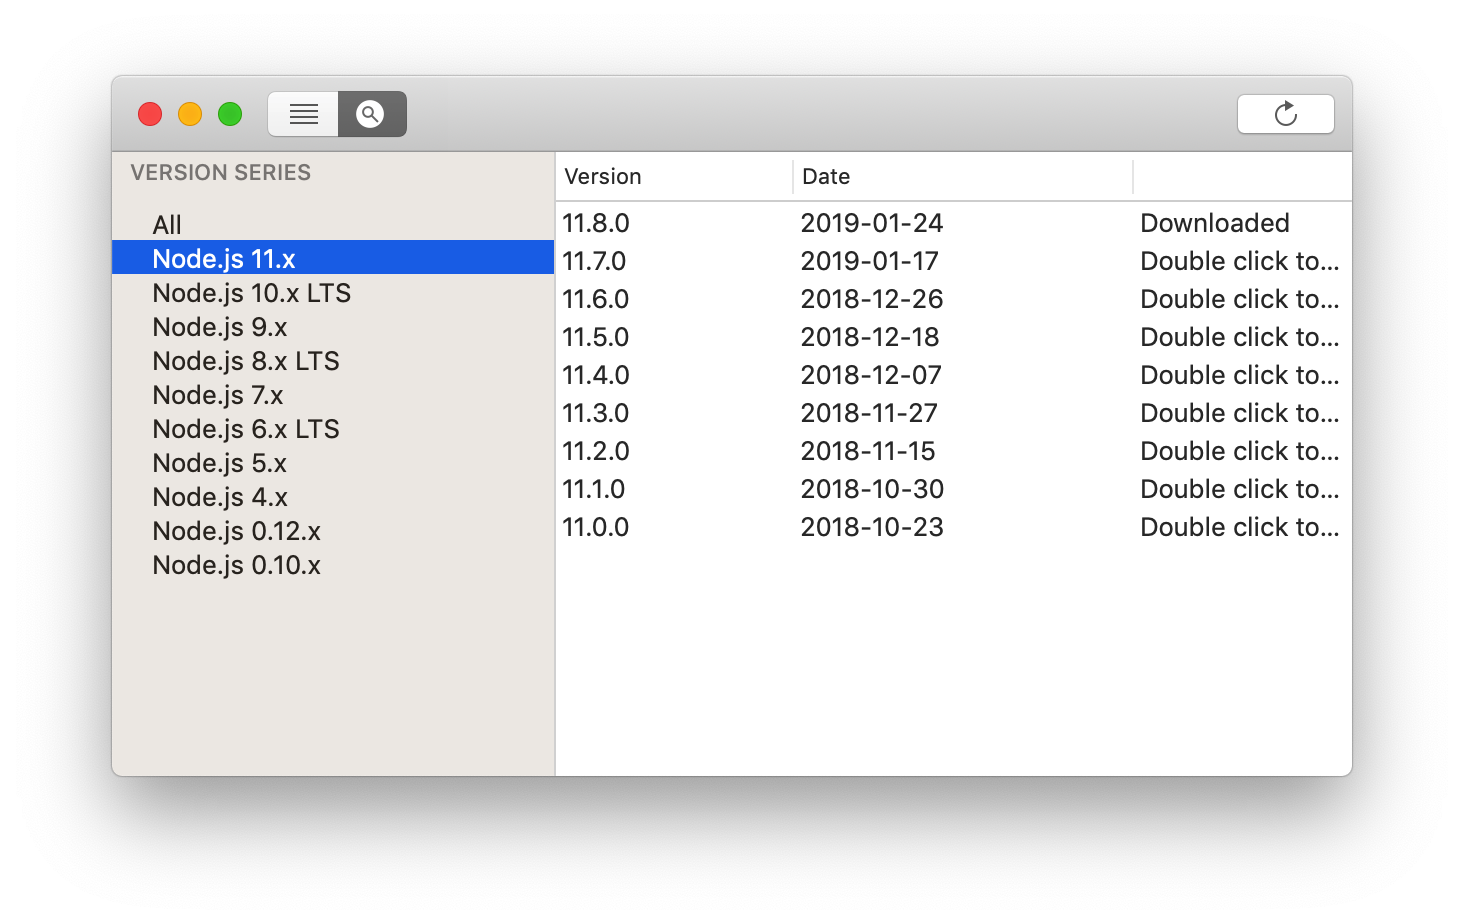 VERSION SERIES
All
Node.js 11.x
Node.js 10.x LTS
Node.js 9.x
Node.js 8.x LTS
Node.js 7.x
Node.js 6.x LTS
Node.js 5.x
Node.js 4.x
Node.js 0.12.x
Node.js 0.10.x
Version Date
11.8.0 2019-01-24 Downloaded
11.7.0 2019-01-17 Double click to...
11.6.0 2018-12-26 Double click to...
11.5.0 2018-12-18 Double click to...
11.4.0 2018-12-07 Double click to...
11.3.0 2018-11-27 Double click to...
11.2.0 2018-11-15 Double click to...
11.1.0 2018-10-30 Double click to...
11.0.0 2018-10-23 Double click to...